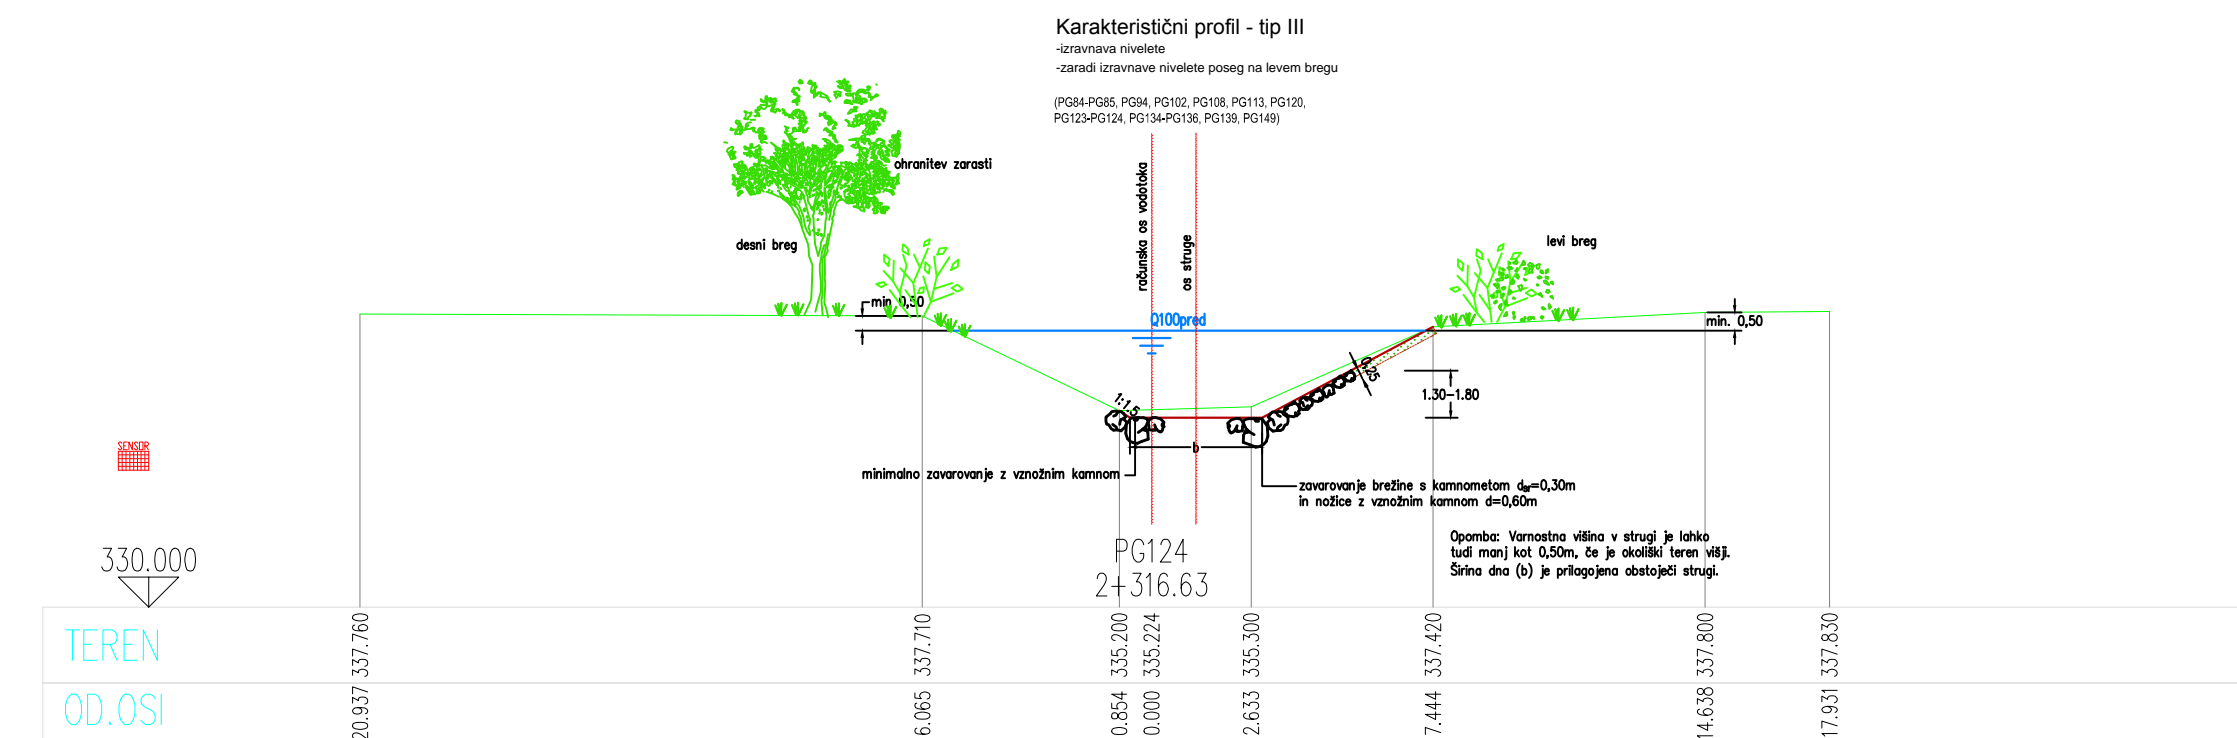 Karakteristični profil - tip III
-izravnava nivelete
-zaradi izravnave nivelete poseg na levem bregu
(PG84-PG85, PG94, PG102, PG108, PG113, PG120,
PG123-PG124, PG134-PG136, PG139, PG149)
ohranitev zarasti
desni breg
računska os vodotoka
os struge
levi breg
min 0,50
Q100pred
min. 0,50
0,25
1.30-1.80
1:1.5
b
SENSOR
minimalno zavarovanje z vznožnim kamnom
zavarovanje brežine s kamnometom dsr=0,30m
in nožice z vznožnim kamnom d=0,60m
Opomba: Varnostna višina v strugi je lahko
tudi manj kot 0,50m, če je okoliški teren višji.
Širina dna (b) je prilagojena obstoječi strugi.
PG124
2+316.63
330.000
TEREN 337.760 337.710 335.200 335.224 335.300 337.420 337.800 337.830
OD.OSI 20.937 6.065 0.854 0.000 2.633 7.444 14.638 17.931